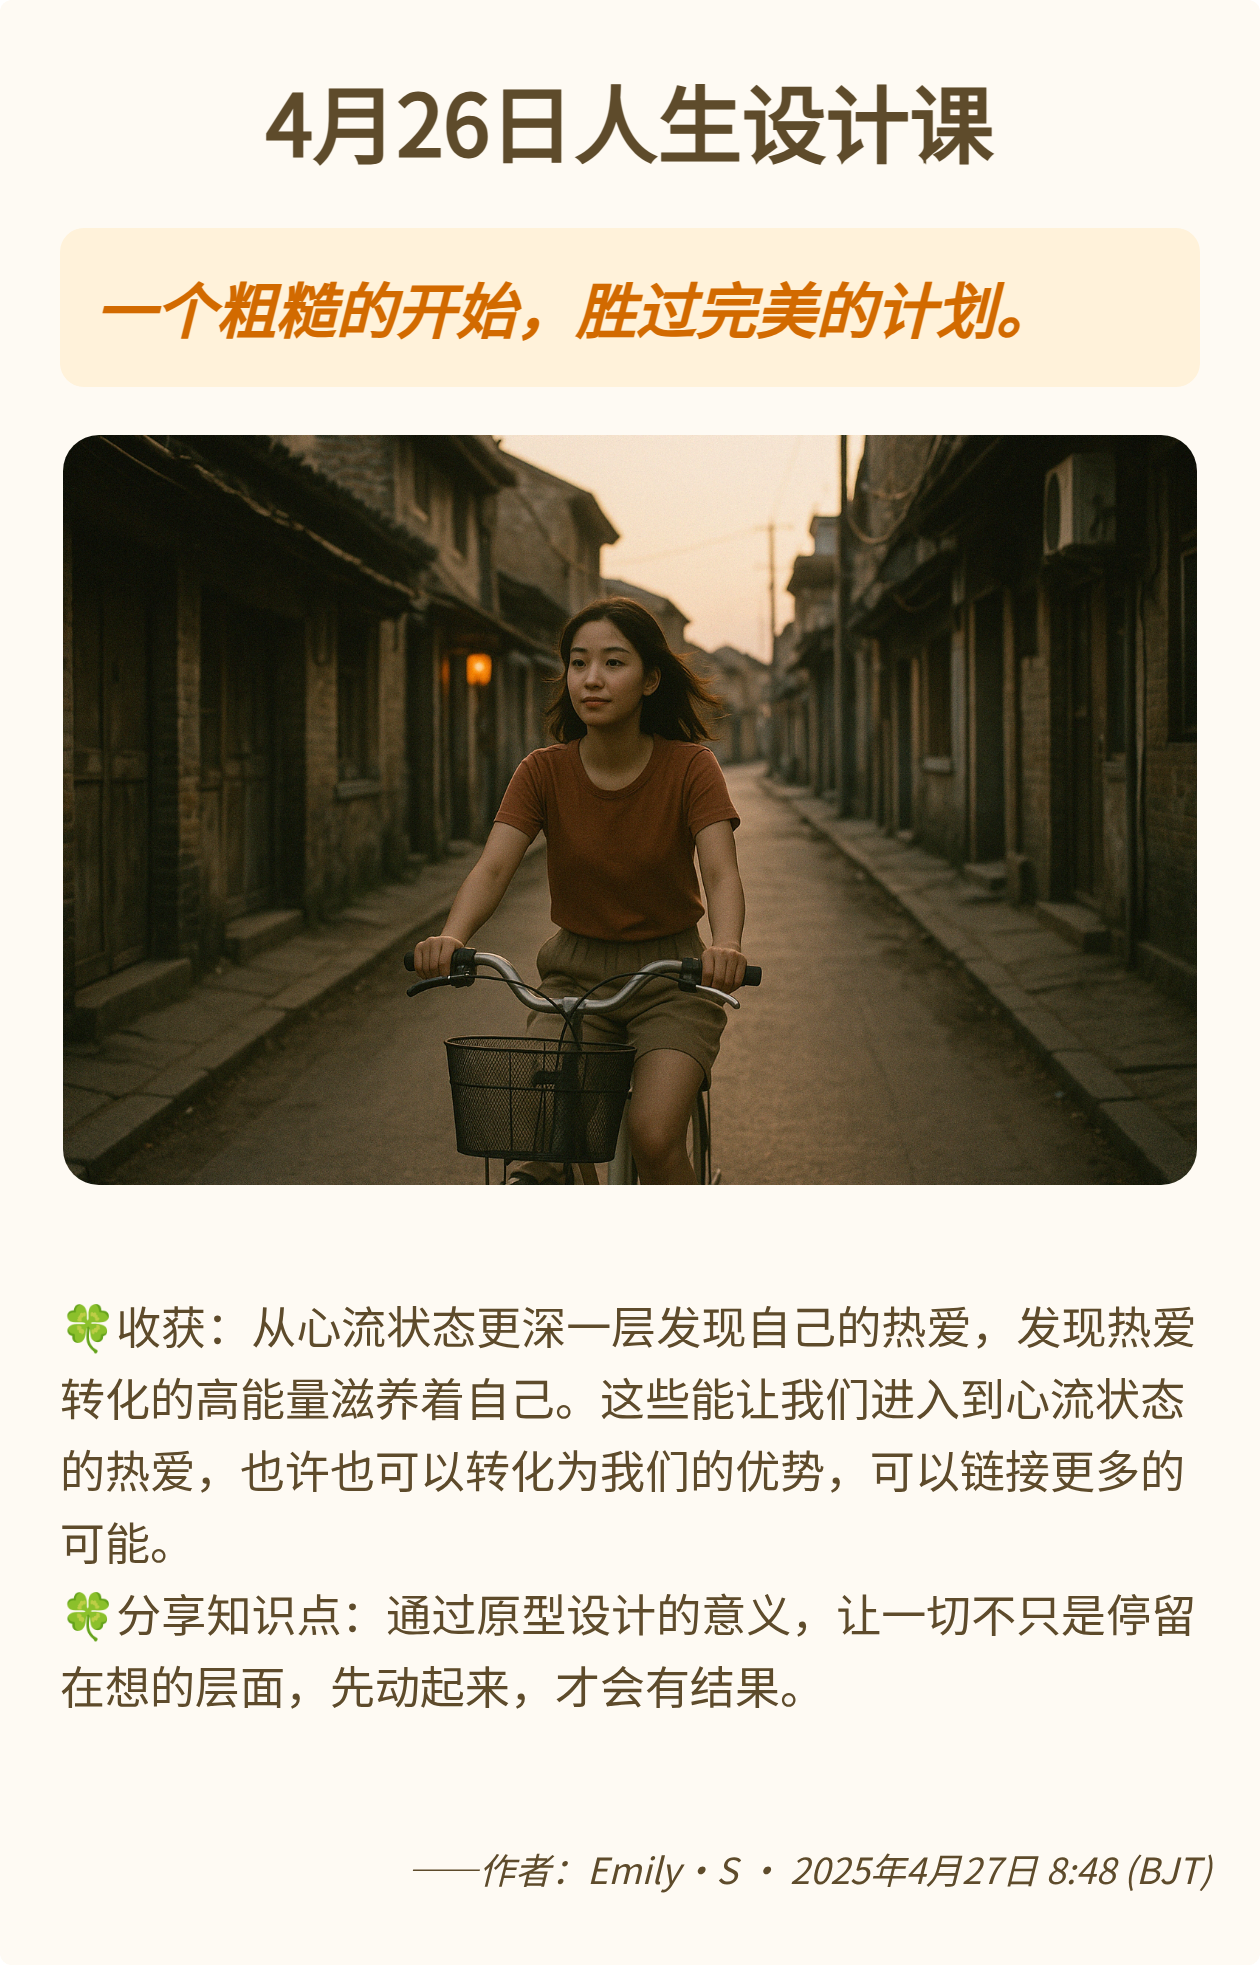 4月26日人生设计课
一个粗糙的开始，胜过完美的计划。
🍀收获：从心流状态更深一层发现自己的热爱，发现热爱
转化的高能量滋养着自己。这些能让我们进入到心流状态
的热爱，也许也可以转化为我们的优势，可以链接更多的
可能。
🍀分享知识点：通过原型设计的意义，让一切不只是停留
在想的层面，先动起来，才会有结果。
——作者：Emily·S · 2025年4月27日 8:48 (BJT)